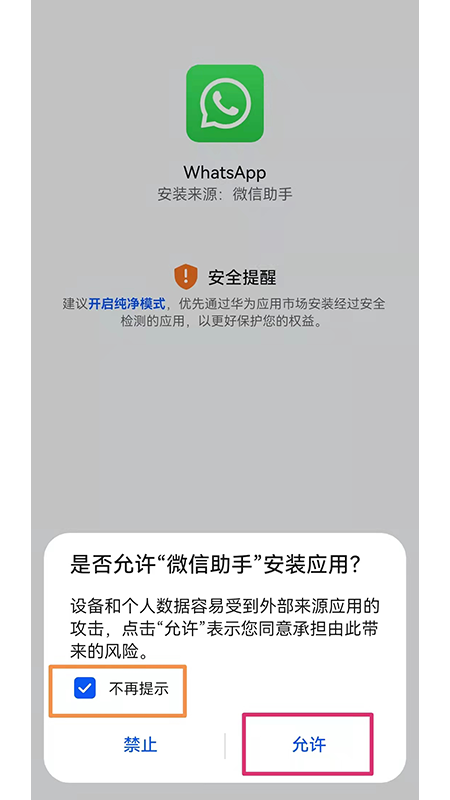 WhatsApp
安装来源：微信助手
安全提醒
建议开启纯净模式，优先通过华为应用市场安装经过安全
检测的应用，以更好保护您的权益。
是否允许“微信助手”安装应用？
设备和个人数据容易受到外部来源应用的
攻击，点击“允许”表示您同意承担由此带
来的风险。
不再提示
禁止
允许